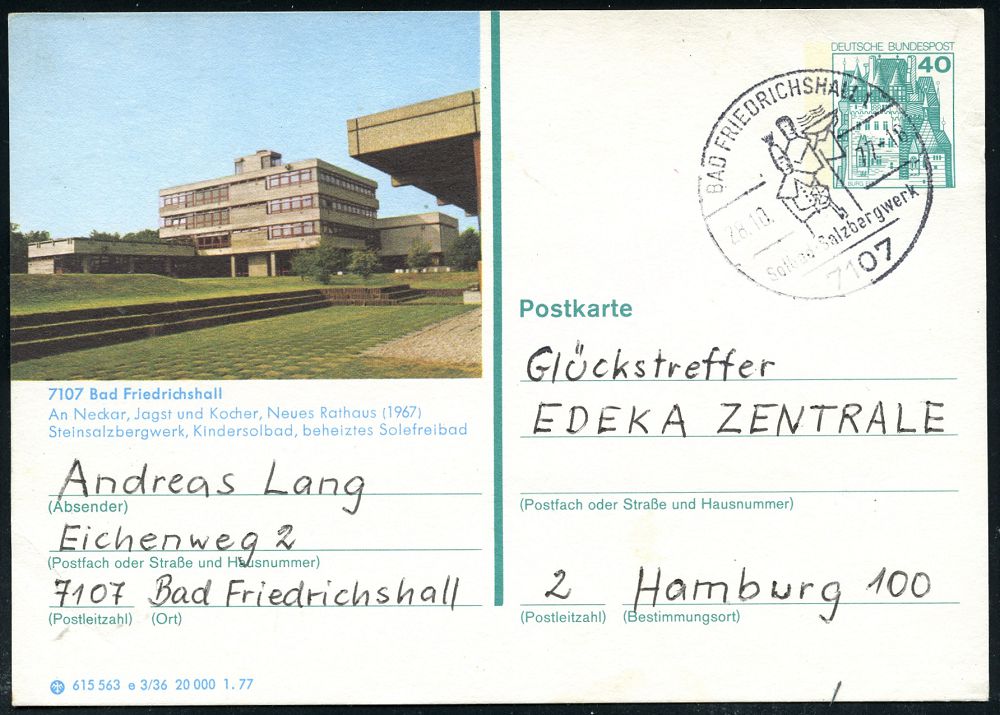 7107 Bad Friedrichshall
An Neckar, Jagst und Kocher, Neues Rathaus (1967)
Steinsalzbergwerk, Kindersolbad, beheiztes Solefreibad
Andreas Lang
(Absender)
Eichenweg 2
(Postfach oder Straße und Hausnummer)
7107 Bad Friedrichshall
(Postleitzahl) (Ort)
615 563 e 3/36 20 000 1.77
DEUTSCHE BUNDESPOST
40
BURG
BAD FRIEDRICHSHALL 1
28.10.
-18
Salzbergwerk
7107
Postkarte
Glückstreffer
EDEKA ZENTRALE
(Postfach oder Straße und Hausnummer)
2 Hamburg 100
(Postleitzahl) (Bestimmungsort)